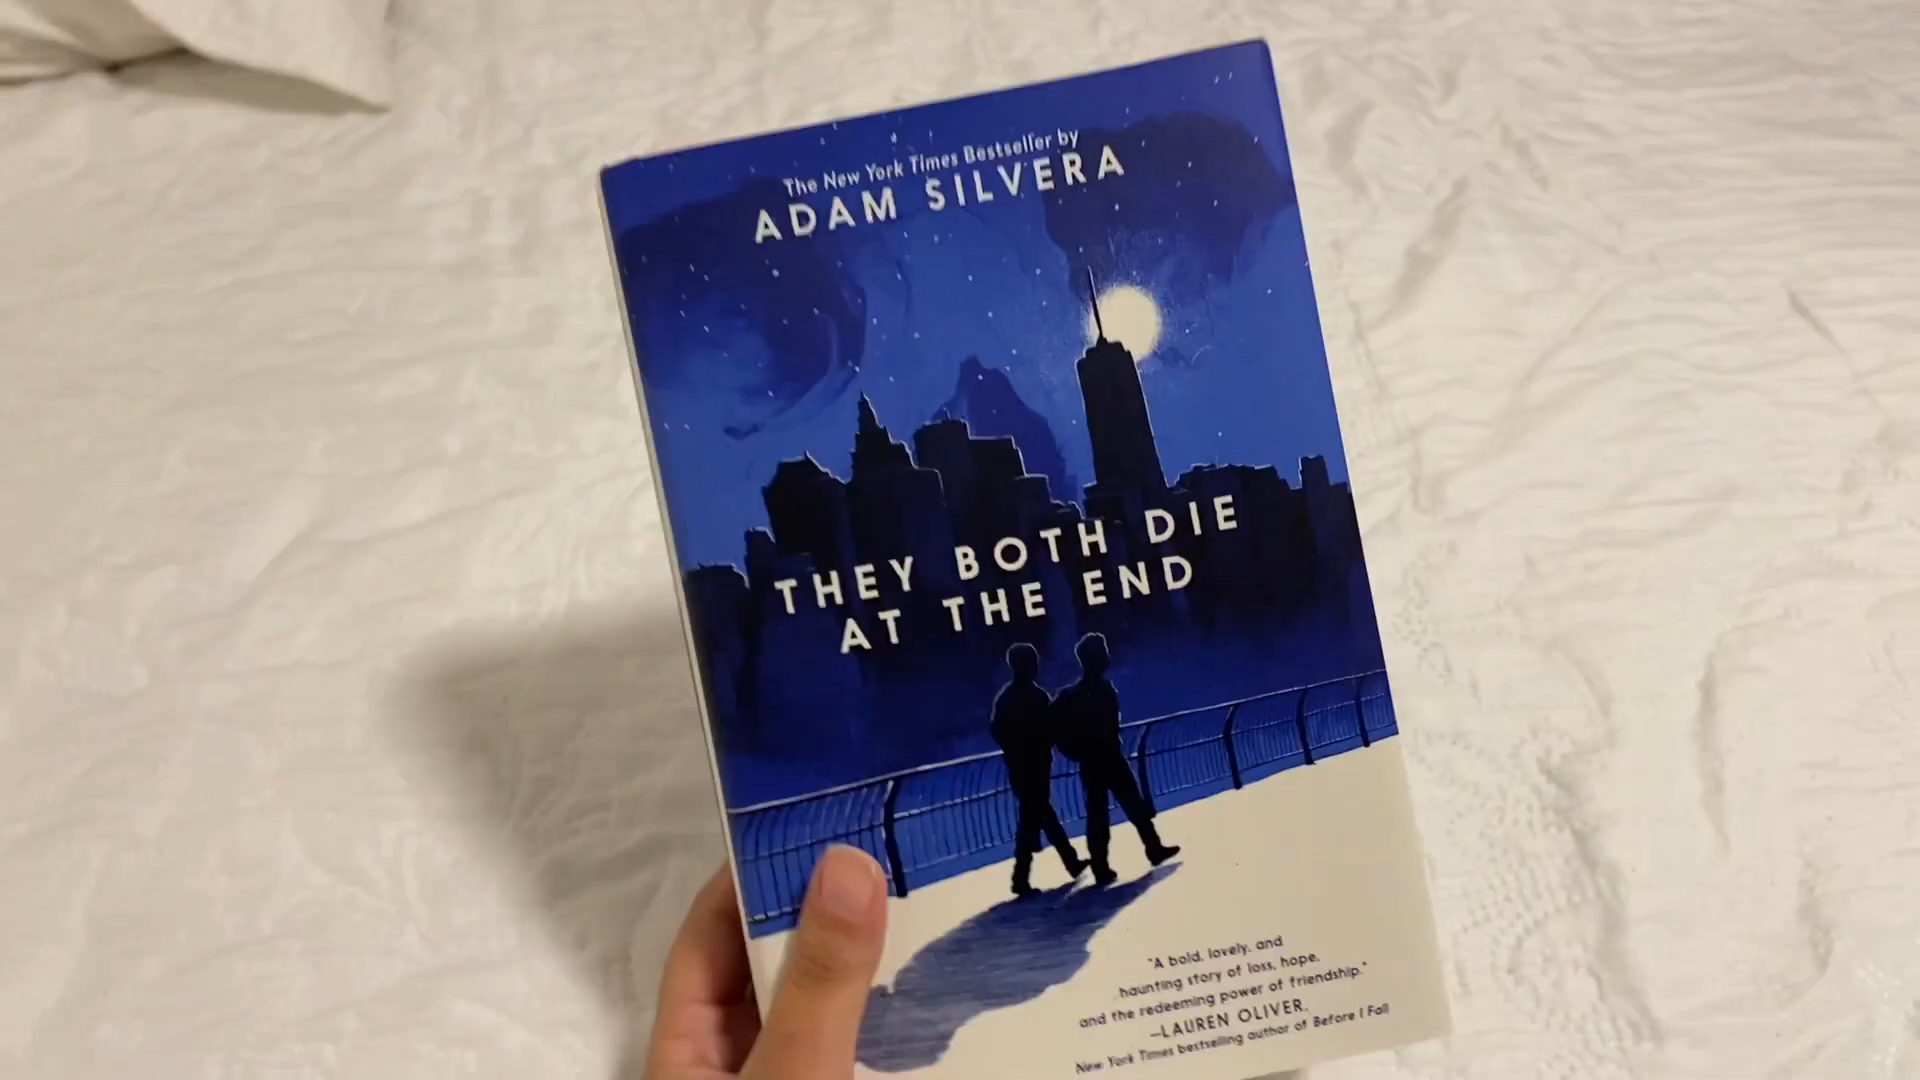 The New York Times Bestseller by
ADAM SILVERA
THEY BOTH DIE
AT THE END
"A bold, lovely, and
haunting story of loss, hope,
and the redeeming power of friendship."
—LAUREN OLIVER,
New York Times bestselling author of Before I Fall